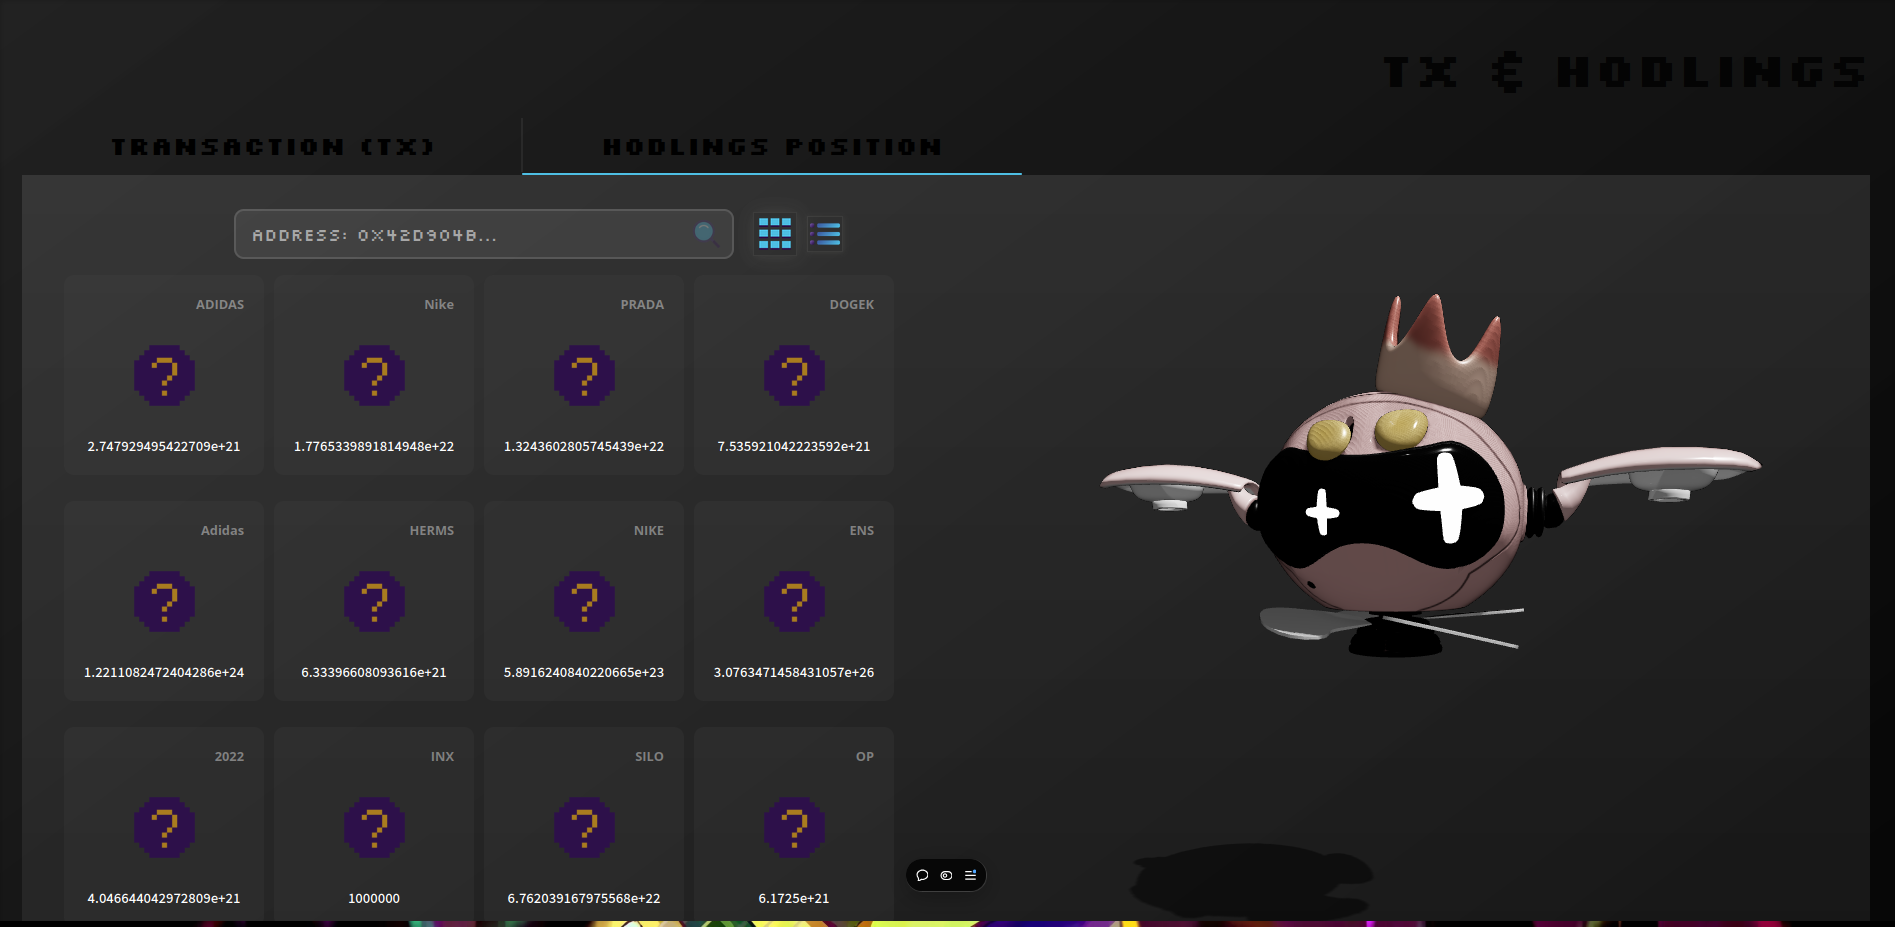 TX & HODLINGS
TRANSACTION (TX)
HODLINGS POSITION
ADDRESS: 0X42D904B...
ADIDAS
Nike
PRADA
DOGEK
2.747929495422709e+21
1.7765339891814948e+22
1.3243602805745439e+22
7.535921042223592e+21
Adidas
HERMS
NIKE
ENS
1.2211082472404286e+24
6.33396608093616e+21
5.8916240840220665e+23
3.0763471458431057e+26
2022
INX
SILO
OP
4.046644042972809e+21
1000000
6.762039167975568e+22
6.1725e+21